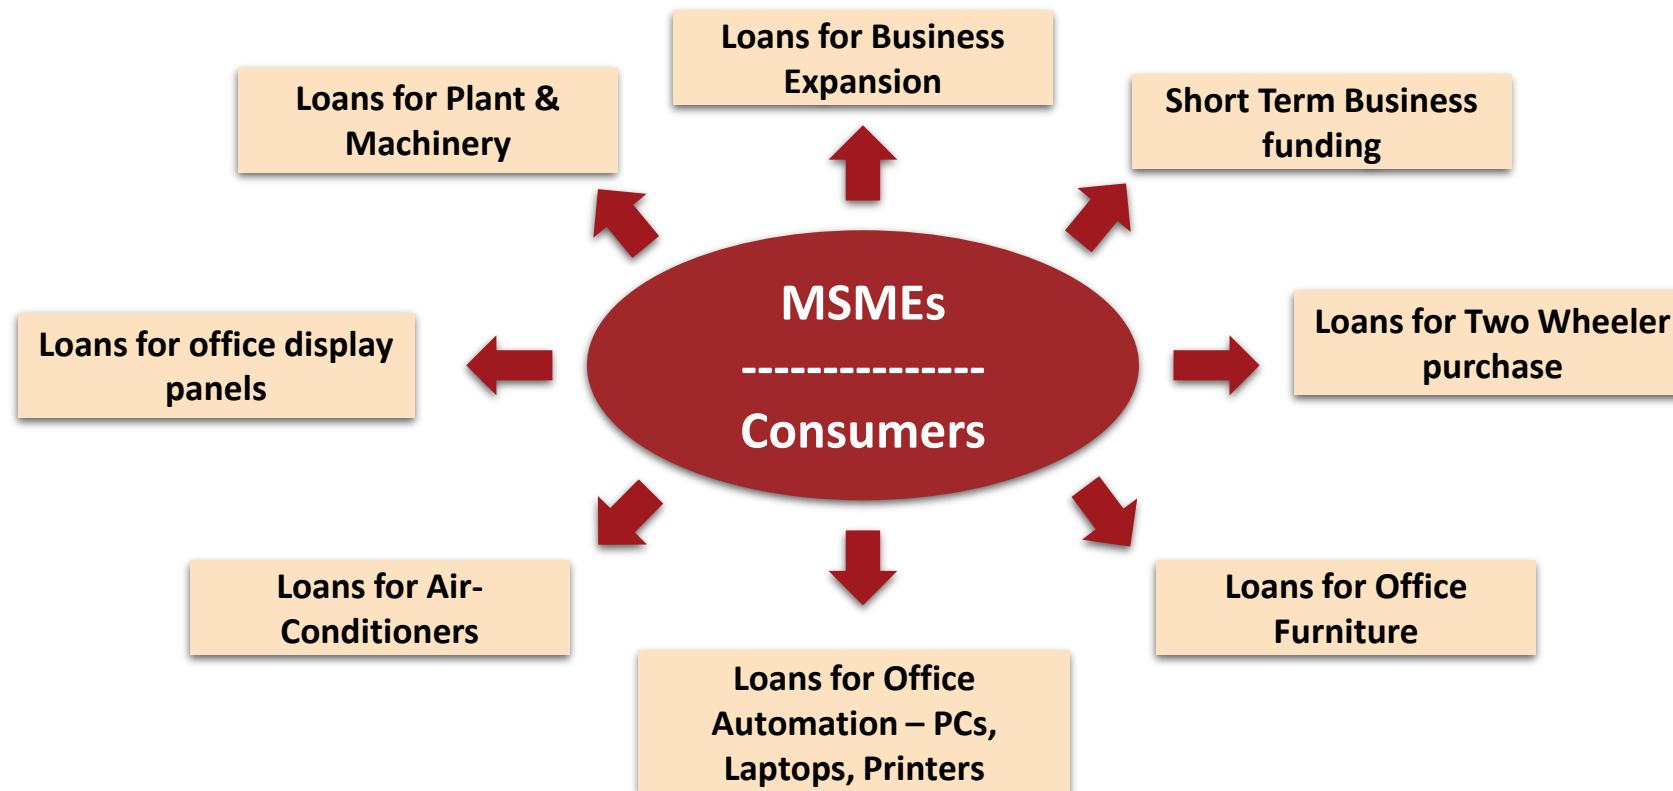 Loans for Business
Expansion
Loans for Plant &
Machinery
Short Term Business
funding
MSMEs
---------------
Consumers
Loans for office display
panels
Loans for Two Wheeler
purchase
Loans for Air-
Conditioners
Loans for Office
Furniture
Loans for Office
Automation – PCs,
Laptops, Printers